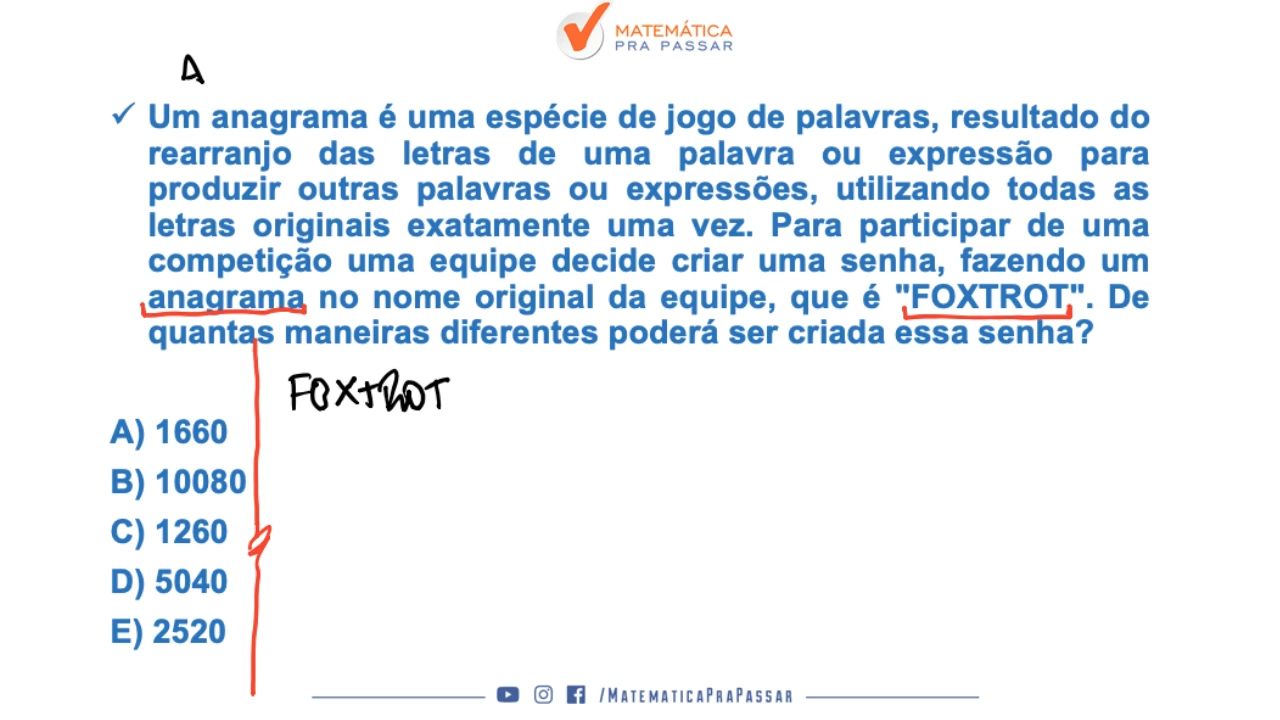 MATEMÁTICA
PRA PASSAR
✓ Um anagrama é uma espécie de jogo de palavras, resultado do
rearranjo das letras de uma palavra ou expressão para
produzir outras palavras ou expressões, utilizando todas as
letras originais exatamente uma vez. Para participar de uma
competição uma equipe decide criar uma senha, fazendo um
anagrama no nome original da equipe, que é "FOXTROT". De
quantas maneiras diferentes poderá ser criada essa senha?
FOXTROT
A) 1660
B) 10080
C) 1260
D) 5040
E) 2520
/MATEMATICAPRAPASSAR